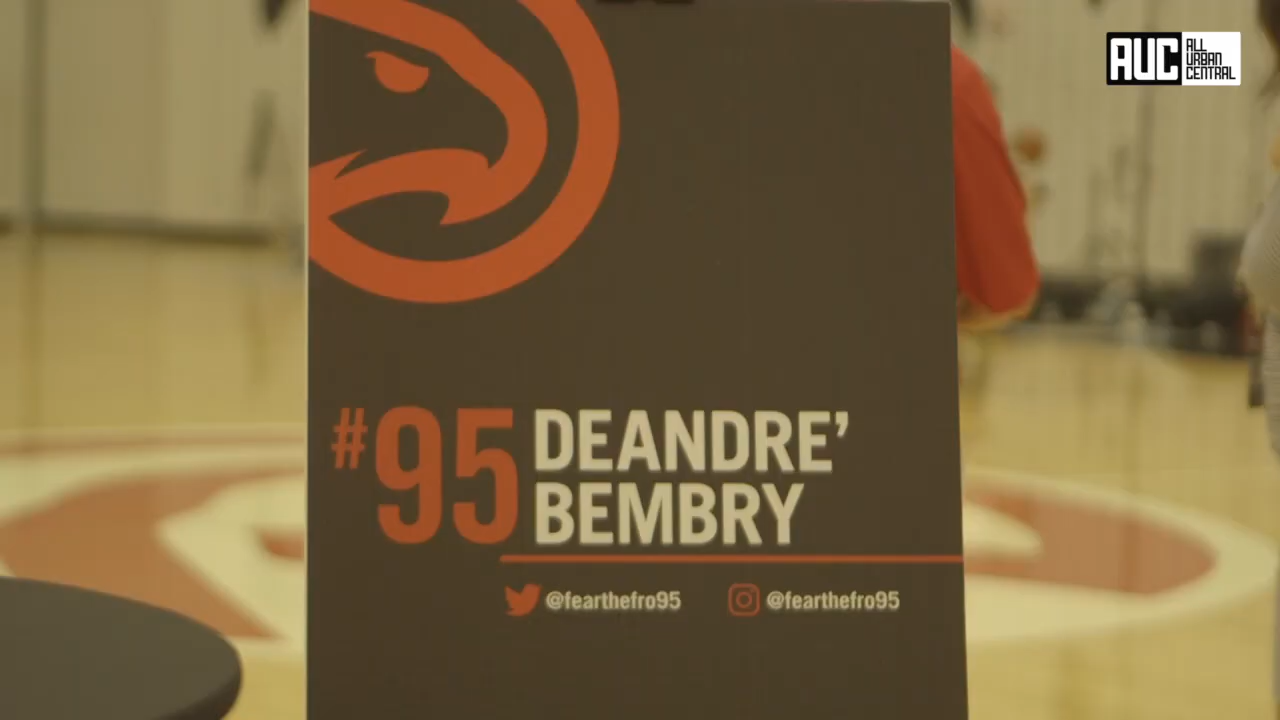 AUC
ALL
URBAN
CENTRAL
#95 DEANDRE’
BEMBRY
@fearthefro95 @fearthefro95